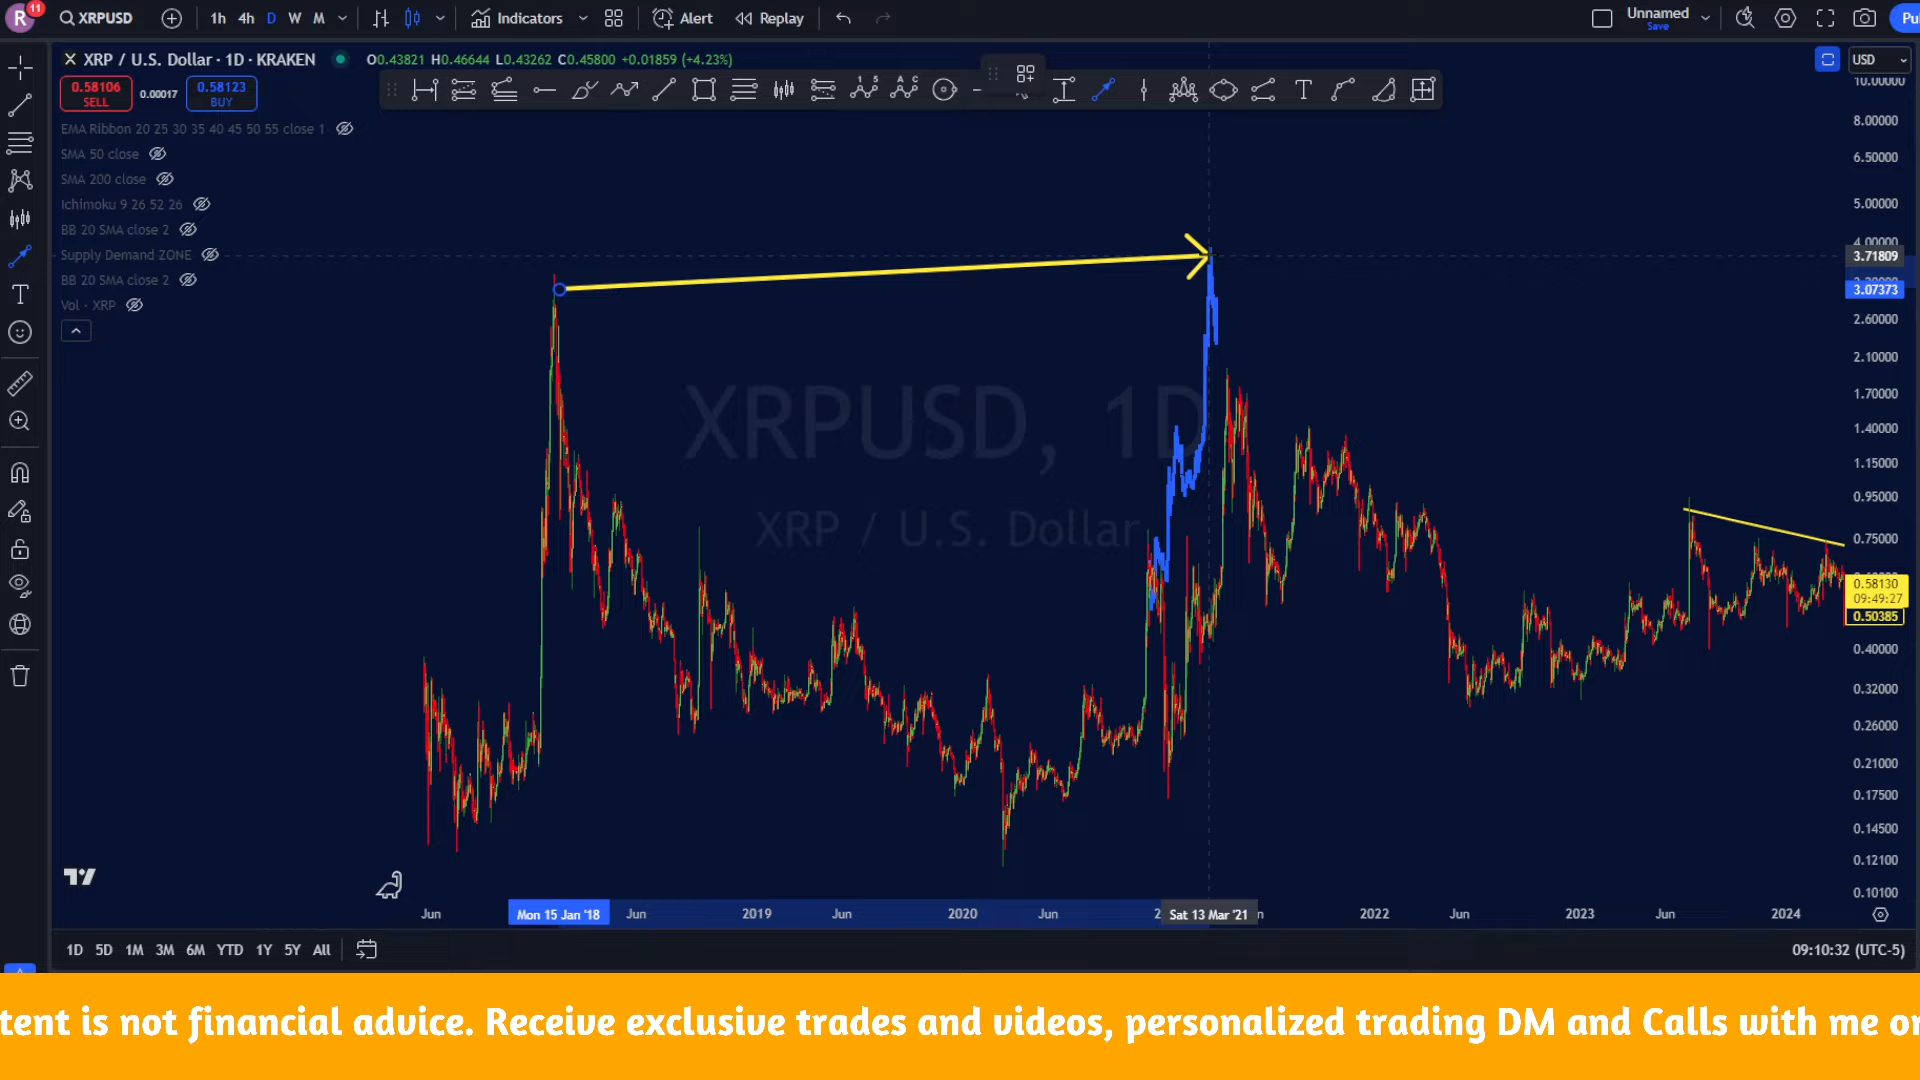 R 11 XRPUSD 1h 4h D W M Indicators Alert Replay Unnamed Save Pu
XRP / U.S. Dollar · 1D · KRAKEN O0.43821 H0.46644 L0.43262 C0.45800 +0.01859 (+4.23%) USD
0.58106 SELL 0.00017 0.58123 BUY
EMA Ribbon 20 25 30 35 40 45 50 55 close 1
SMA 50 close
SMA 200 close
Ichimoku 9 26 52 26
BB 20 SMA close 2
Supply Demand ZONE
BB 20 SMA close 2
Vol · XRP
XRPUSD, 1D
XRP / U.S. Dollar
10.00000
8.00000
6.50000
5.00000
4.00000
3.71809
3.07373
2.60000
2.10000
1.70000
1.40000
1.15000
0.95000
0.75000
0.58130
09:49:27
0.50385
0.40000
0.32000
0.26000
0.21000
0.17500
0.14500
0.12100
0.10100
Jun Mon 15 Jan '18 Jun 2019 Jun 2020 Jun 2 Sat 13 Mar '21 n 2022 Jun 2023 Jun 2024
1D 5D 1M 3M 6M YTD 1Y 5Y All 09:10:32 (UTC-5)
tent is not financial advice. Receive exclusive trades and videos, personalized trading DM and Calls with me or